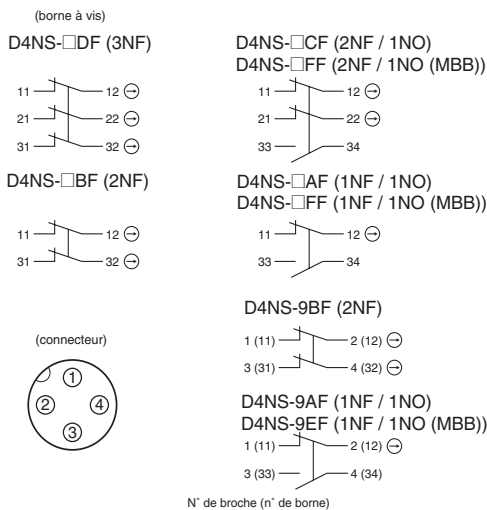 (borne à vis)
D4NS-□DF (3NF)
11 12
21 22
31 32
D4NS-□CF (2NF / 1NO)
D4NS-□FF (2NF / 1NO (MBB))
11 12
21 22
33 34
D4NS-□BF (2NF)
11 12
31 32
D4NS-□AF (1NF / 1NO)
D4NS-□FF (1NF / 1NO (MBB))
11 12
33 34
D4NS-9BF (2NF)
1 (11) 2 (12)
3 (31) 4 (32)
(connecteur)
1
2 4
3
D4NS-9AF (1NF / 1NO)
D4NS-9EF (1NF / 1NO (MBB))
1 (11) 2 (12)
3 (33) 4 (34)
N˚ de broche (n˚ de borne)